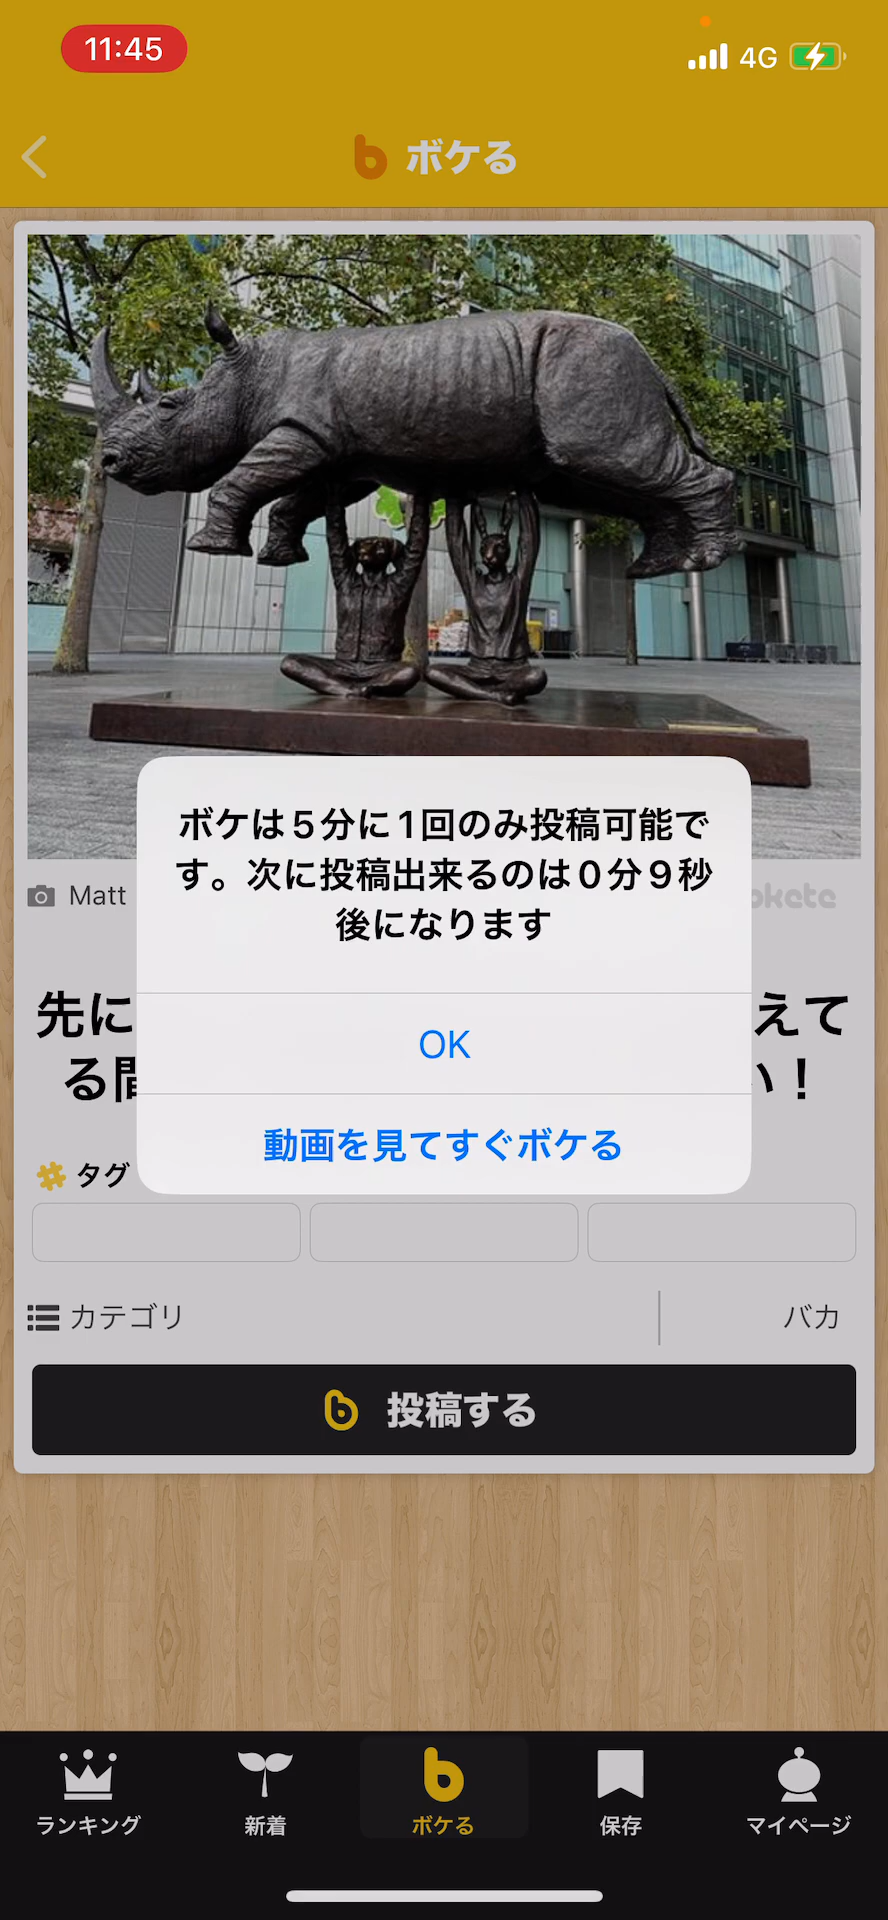 11:45
4G
ボケる
Matt
okete
ボケは5分に1回のみ投稿可能で
す。次に投稿出来るのは0分9秒
後になります
OK
動画を見てすぐボケる
先に えて
る間 い！
タグ
カテゴリ
バカ
投稿する
ランキング
新着
ボケる
保存
マイページ